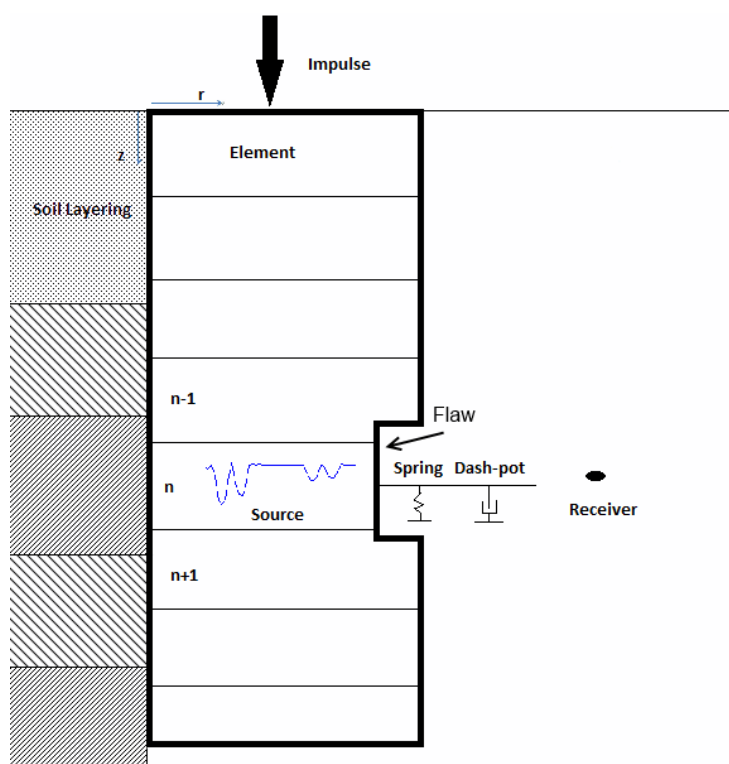 Impulse
r
z
Element
Soil Layering
n-1
Flaw
n
Spring
Dash-pot
Source
Receiver
n+1